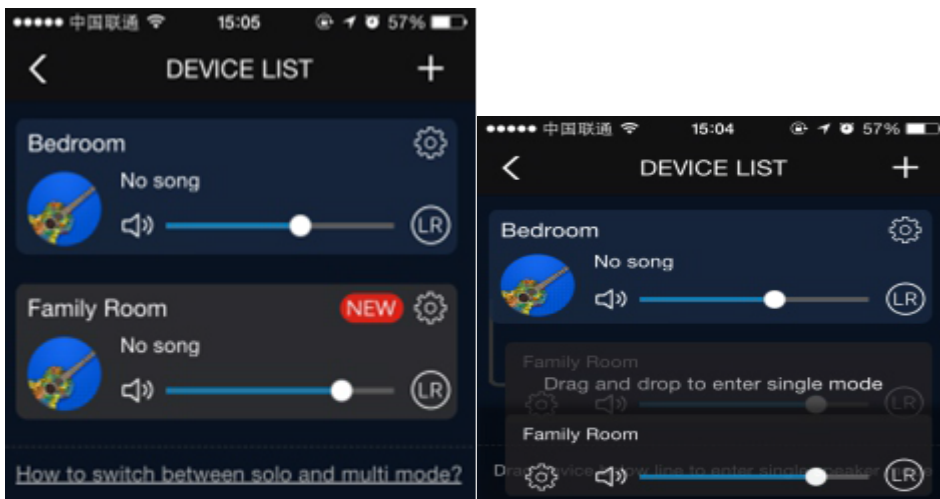 中国联通 15:05 57%
DEVICE LIST
Bedroom
No song
LR
Family Room NEW
No song
LR
How to switch between solo and multi mode?
中国联通 15:04 57%
DEVICE LIST
Bedroom
No song
LR
Family Room
Drag and drop to enter single mode
LR
Family Room
LR